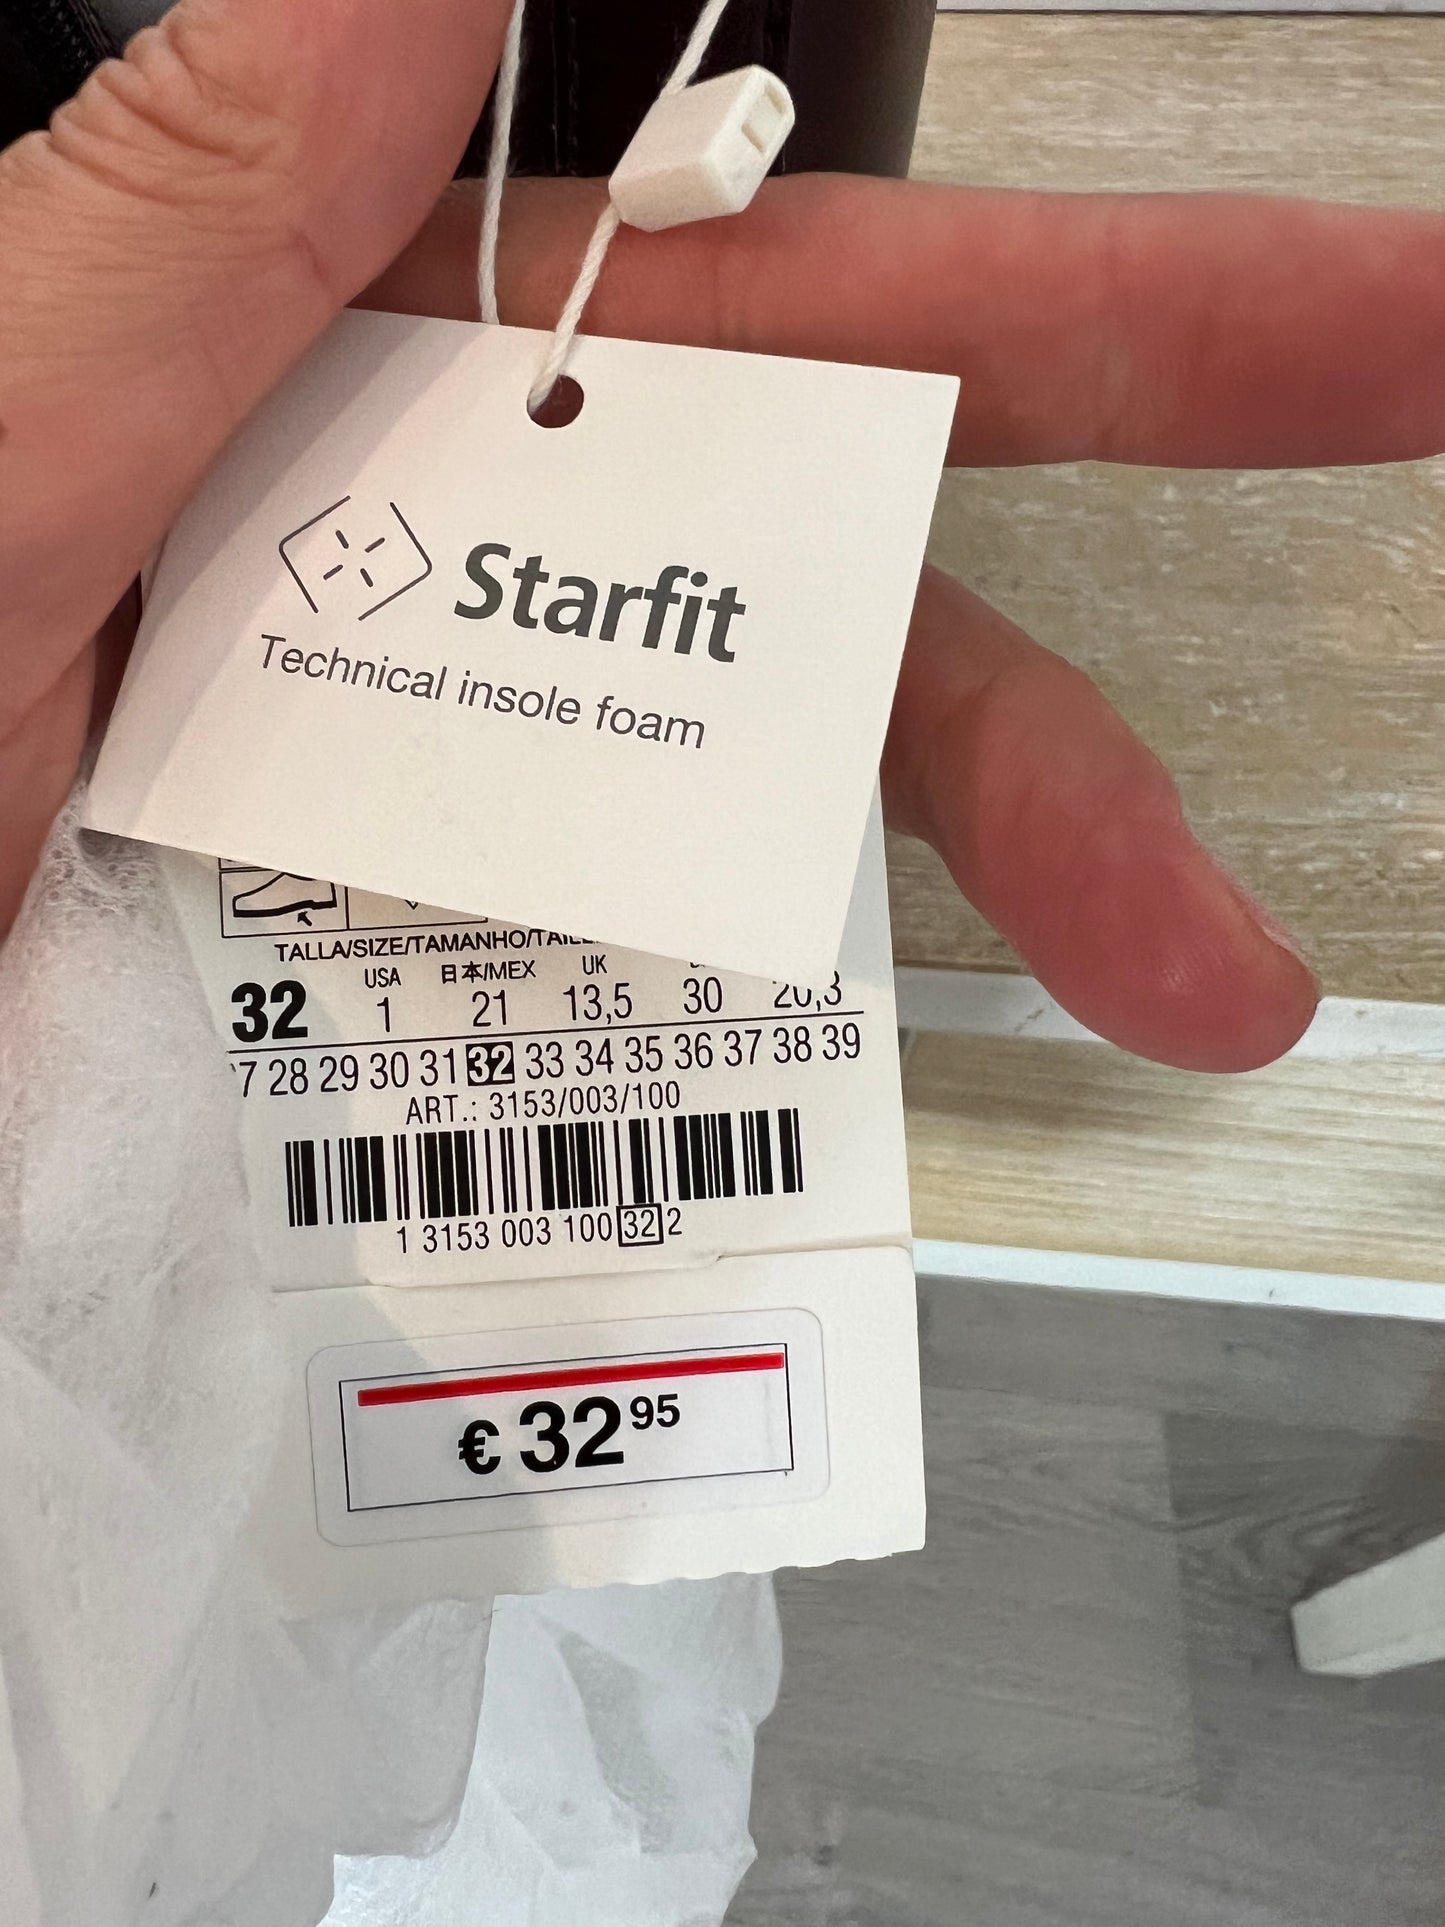 Starfit
Technical insole foam
TALLA/SIZE/TAMANHO/
USA 日本/MEX UK
32 1 21 13,5 30 20,3
28 29 30 31 32 33 34 35 36 37 38 39
ART.: 3153/003/100
1 3153 003 100 32 2
€ 32 95